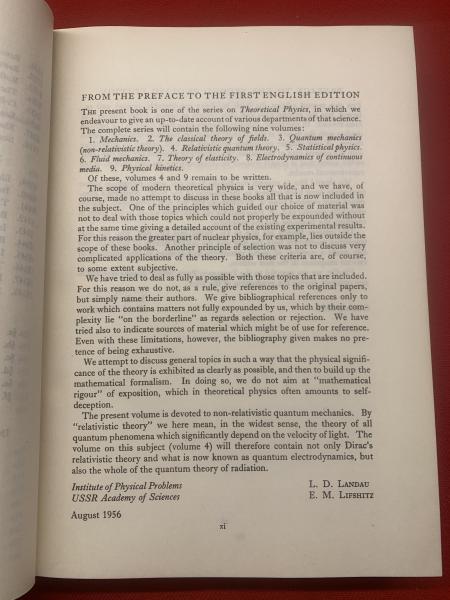 FROM THE PREFACE TO THE FIRST ENGLISH EDITION
THE present book is one of the series on Theoretical Physics, in which we
endeavour to give an up-to-date account of various departments of that science.
The complete series will contain the following nine volumes:
1. Mechanics. 2. The classical theory of fields. 3. Quantum mechanics
(non-relativistic theory). 4. Relativistic quantum theory. 5. Statistical physics.
6. Fluid mechanics. 7. Theory of elasticity. 8. Electrodynamics of continuous
media. 9. Physical kinetics.
Of these, volumes 4 and 9 remain to be written.
The scope of modern theoretical physics is very wide, and we have, of
course, made no attempt to discuss in these books all that is now included in
the subject. One of the principles which guided our choice of material was
not to deal with those topics which could not properly be expounded without
at the same time giving a detailed account of the existing experimental results.
For this reason the greater part of nuclear physics, for example, lies outside the
scope of these books. Another principle of selection was not to discuss very
complicated applications of the theory. Both these criteria are, of course,
to some extent subjective.
We have tried to deal as fully as possible with those topics that are included.
For this reason we do not, as a rule, give references to the original papers,
but simply name their authors. We give bibliographical references only to
work which contains matters not fully expounded by us, which by their com-
plexity lie "on the borderline" as regards selection or rejection. We have
tried also to indicate sources of material which might be of use for reference.
Even with these limitations, however, the bibliography given makes no pre-
tence of being exhaustive.
We attempt to discuss general topics in such a way that the physical signifi-
cance of the theory is exhibited as clearly as possible, and then to build up the
mathematical formalism. In doing so, we do not aim at "mathematical
rigour" of exposition, which in theoretical physics often amounts to self-
deception.
The present volume is devoted to non-relativistic quantum mechanics. By
"relativistic theory" we here mean, in the widest sense, the theory of all
quantum phenomena which significantly depend on the velocity of light. The
volume on this subject (volume 4) will therefore contain not only Dirac's
relativistic theory and what is now known as quantum electrodynamics, but
also the whole of the quantum theory of radiation.
Institute of Physical Problems L. D. LANDAU
USSR Academy of Sciences E. M. LIFSHITZ
August 1956
xi